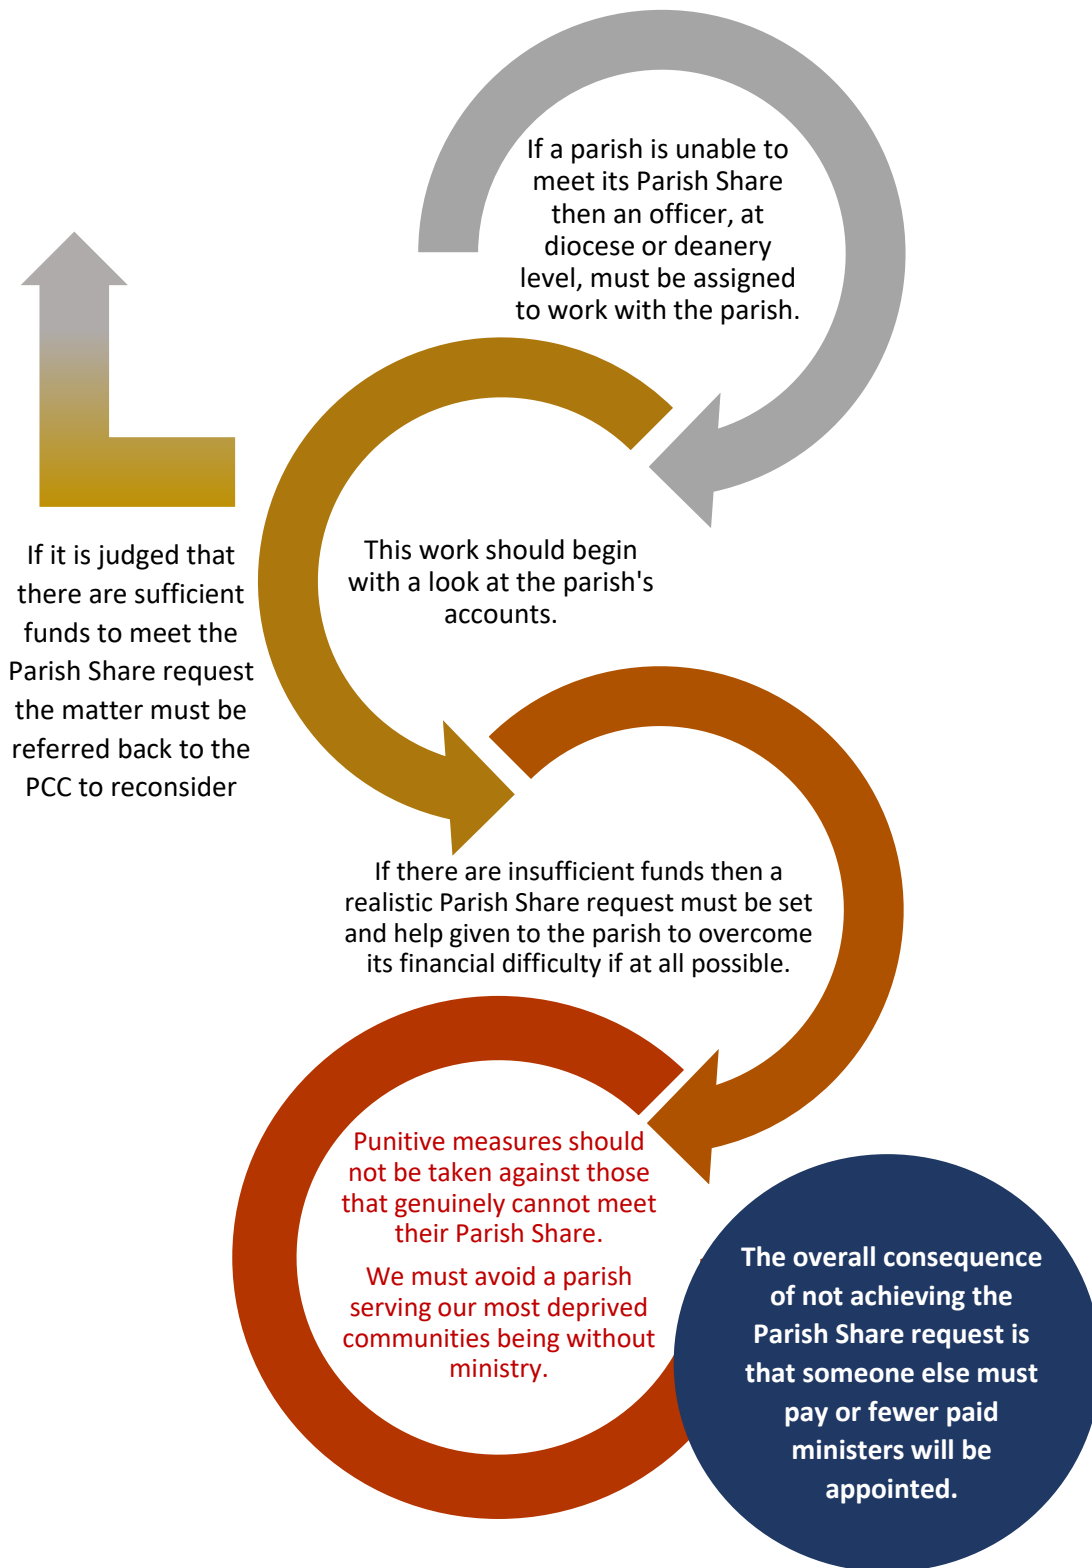 If a parish is unable to
meet its Parish Share
then an officer, at
diocese or deanery
level, must be assigned
to work with the parish.
This work should begin
with a look at the parish's
accounts.
If it is judged that
there are sufficient
funds to meet the
Parish Share request
the matter must be
referred back to the
PCC to reconsider
If there are insufficient funds then a
realistic Parish Share request must be set
and help given to the parish to overcome
its financial difficulty if at all possible.
Punitive measures should
not be taken against those
that genuinely cannot meet
their Parish Share.
We must avoid a parish
serving our most deprived
communities being without
ministry.
The overall consequence
of not achieving the
Parish Share request is
that someone else must
pay or fewer paid
ministers will be
appointed.